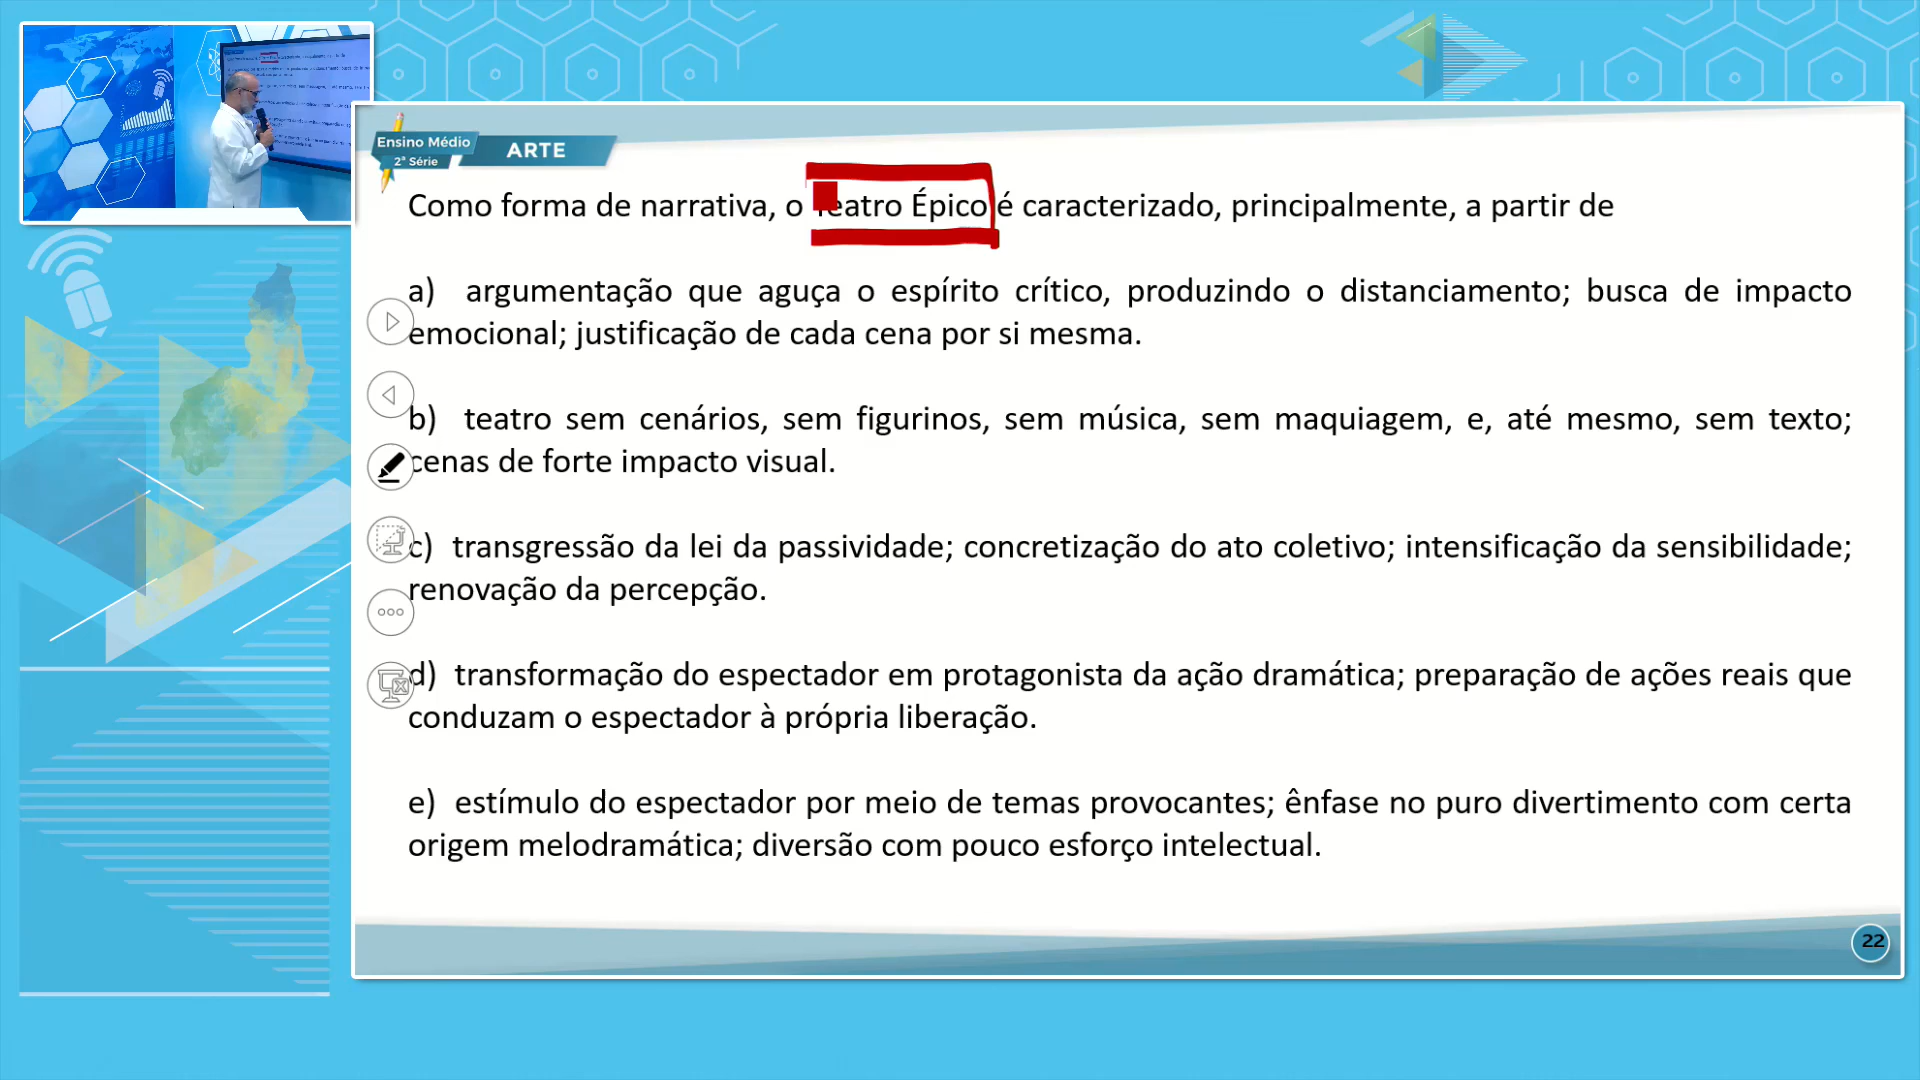 Ensino Médio
2ª Série
ARTE
Como forma de narrativa, o Teatro Épico é caracterizado, principalmente, a partir de
a) argumentação que aguça o espírito crítico, produzindo o distanciamento; busca de impacto
emocional; justificação de cada cena por si mesma.
b) teatro sem cenários, sem figurinos, sem música, sem maquiagem, e, até mesmo, sem texto;
cenas de forte impacto visual.
c) transgressão da lei da passividade; concretização do ato coletivo; intensificação da sensibilidade;
renovação da percepção.
d) transformação do espectador em protagonista da ação dramática; preparação de ações reais que
conduzam o espectador à própria liberação.
e) estímulo do espectador por meio de temas provocantes; ênfase no puro divertimento com certa
origem melodramática; diversão com pouco esforço intelectual.
22